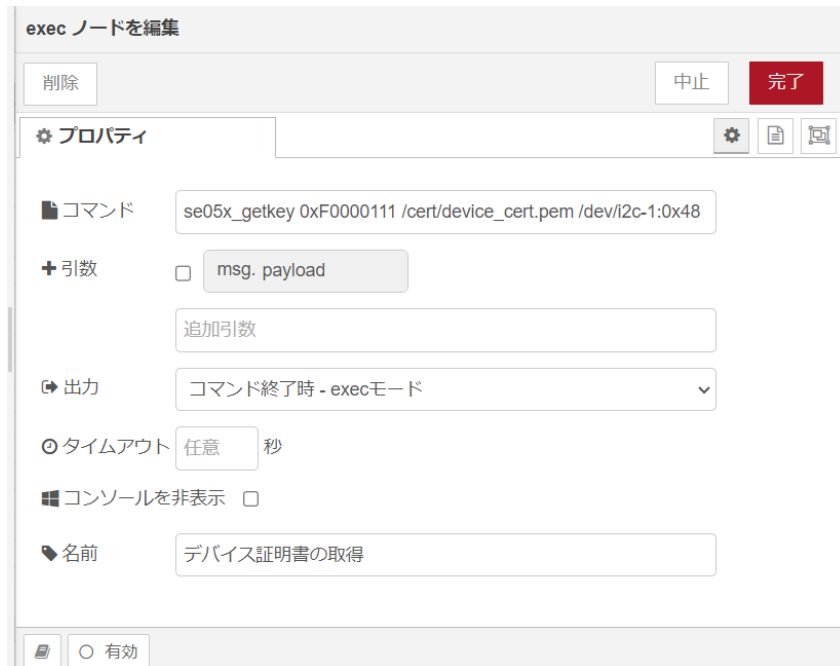 exec ノードを編集
削除
中止
完了
プロパティ
コマンド
se05x_getkey 0xF0000111 /cert/device_cert.pem /dev/i2c-1:0x48
引数
msg. payload
追加引数
出力
コマンド終了時 - execモード
タイムアウト
任意
秒
コンソールを非表示
名前
デバイス証明書の取得
有効